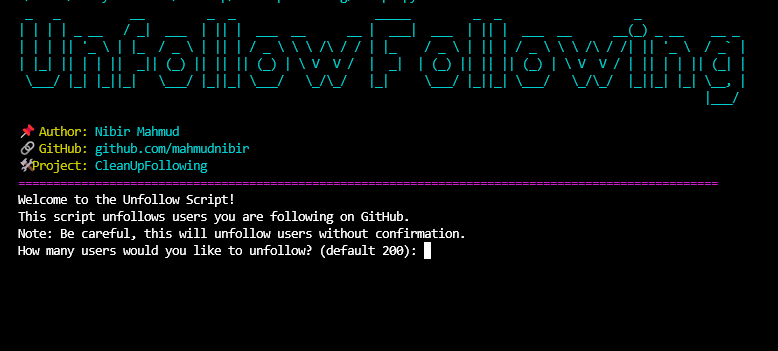 UnfollowFollowing
📌 Author: Nibir Mahmud
🔗 GitHub: github.com/mahmudnibir
🛠Project: CleanUpFollowing
Welcome to the Unfollow Script!
This script unfollows users you are following on GitHub.
Note: Be careful, this will unfollow users without confirmation.
How many users would you like to unfollow? (default 200):